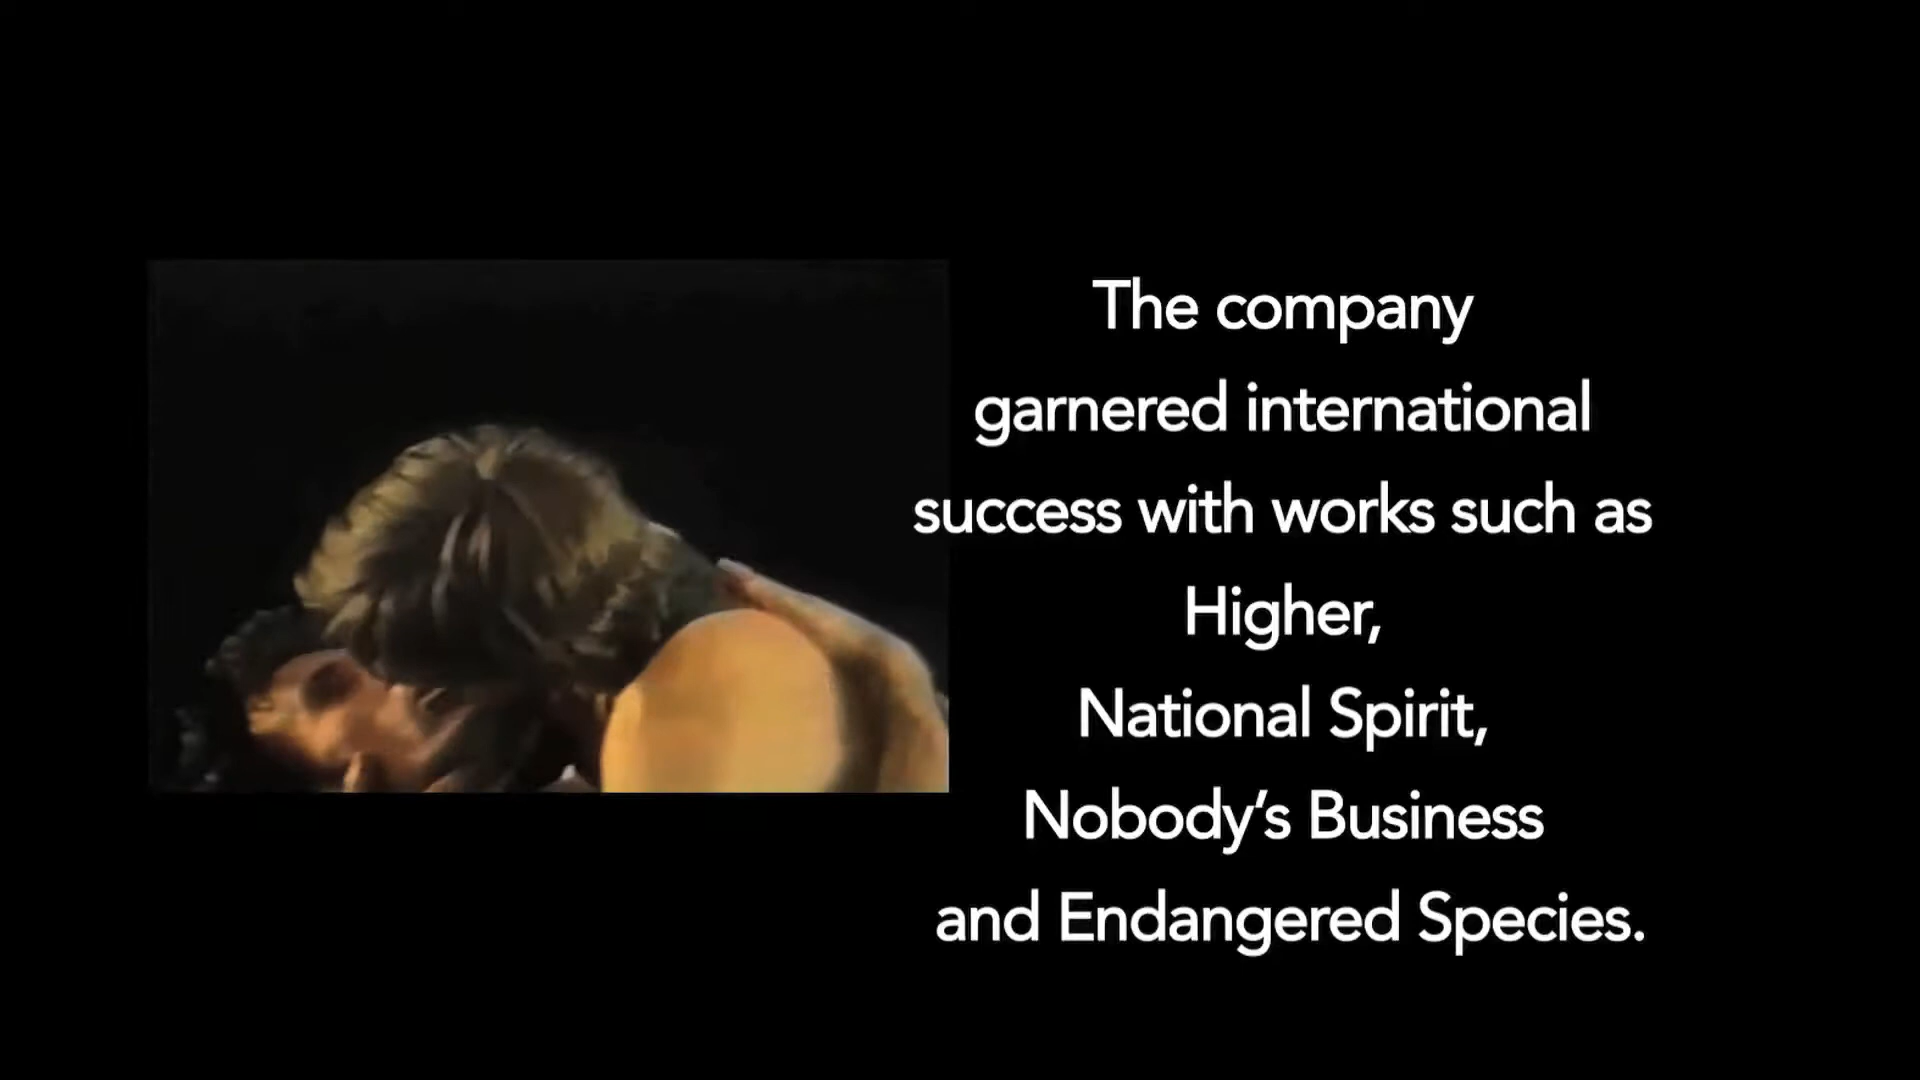 The company
garnered international
success with works such as
Higher,
National Spirit,
Nobody’s Business
and Endangered Species.